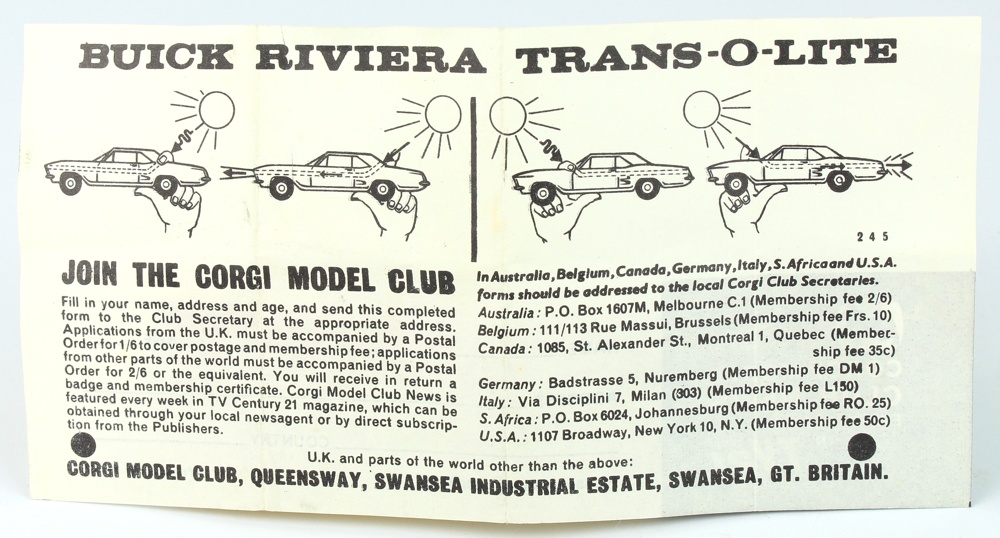 BUICK RIVIERA TRANS-O-LITE
245
JOIN THE CORGI MODEL CLUB
Fill in your name, address and age, and send this completed
form to the Club Secretary at the appropriate address.
Applications from the U.K. must be accompanied by a Postal
Order for 1/6 to cover postage and membership fee; applications
from other parts of the world must be accompanied by a Postal
Order for 2/6 or the equivalent. You will receive in return a
badge and membership certificate. Corgi Model Club News is
featured every week in TV Century 21 magazine, which can be
obtained through your local newsagent or by direct subscrip-
tion from the Publishers.
In Australia, Belgium, Canada, Germany, Italy, S. Africa and U.S.A.
forms should be addressed to the local Corgi Club Secretaries.
Australia: P.O. Box 1607M, Melbourne C.1 (Membership fee 2/6)
Belgium: 111/113 Rue Massui, Brussels (Membership fee Frs. 10)
Canada: 1085, St. Alexander St., Montreal 1, Quebec (Member-
ship fee 35c)
Germany: Badstrasse 5, Nuremberg (Membership fee DM 1)
Italy: Via Disciplini 7, Milan (303) (Membership fee L150)
S. Africa: P.O. Box 6024, Johannesburg (Membership fee RO. 25)
U.S.A.: 1107 Broadway, New York 10, N.Y. (Membership fee 50c)
U.K. and parts of the world other than the above:
CORGI MODEL CLUB, QUEENSWAY, SWANSEA INDUSTRIAL ESTATE, SWANSEA, GT. BRITAIN.